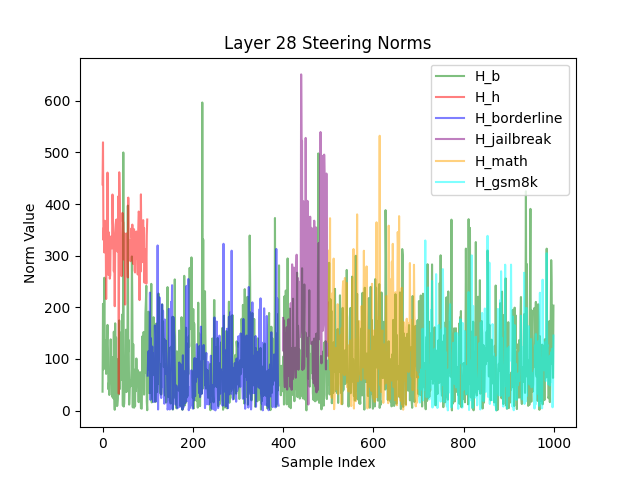 Layer 28 Steering Norms
H_b
H_h
H_borderline
H_jailbreak
H_math
H_gsm8k
Norm Value
600
500
400
300
200
100
0
0 200 400 600 800 1000
Sample Index